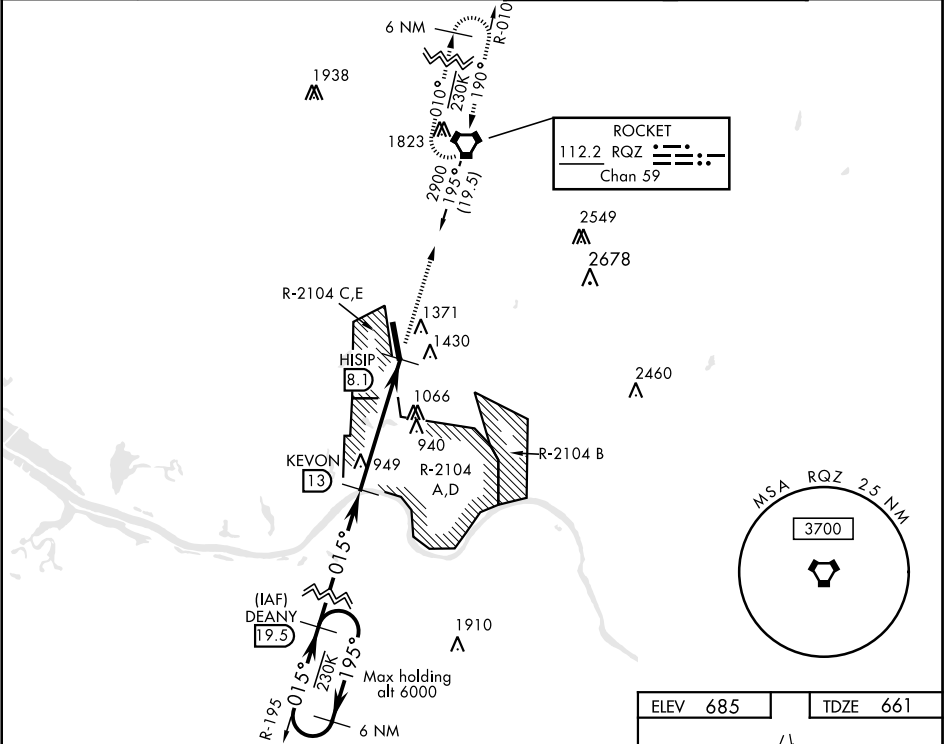 6 NM
R-010
1938
010°
230K
190°
1823
ROCKET
112.2 RQZ
Chan 59
2900
195°
(19.5)
2549
2678
R-2104 C,E
1371
1430
HISIP
8.1
2460
1066
940
KEVON
13
949
R-2104
A,D
R-2104 B
MSA RQZ 25 NM
3700
015°
(IAF)
DEANY
19.5
1910
015°
230K
195°
Max holding
alt 6000
R-195
6 NM
ELEV 685
TDZE 661